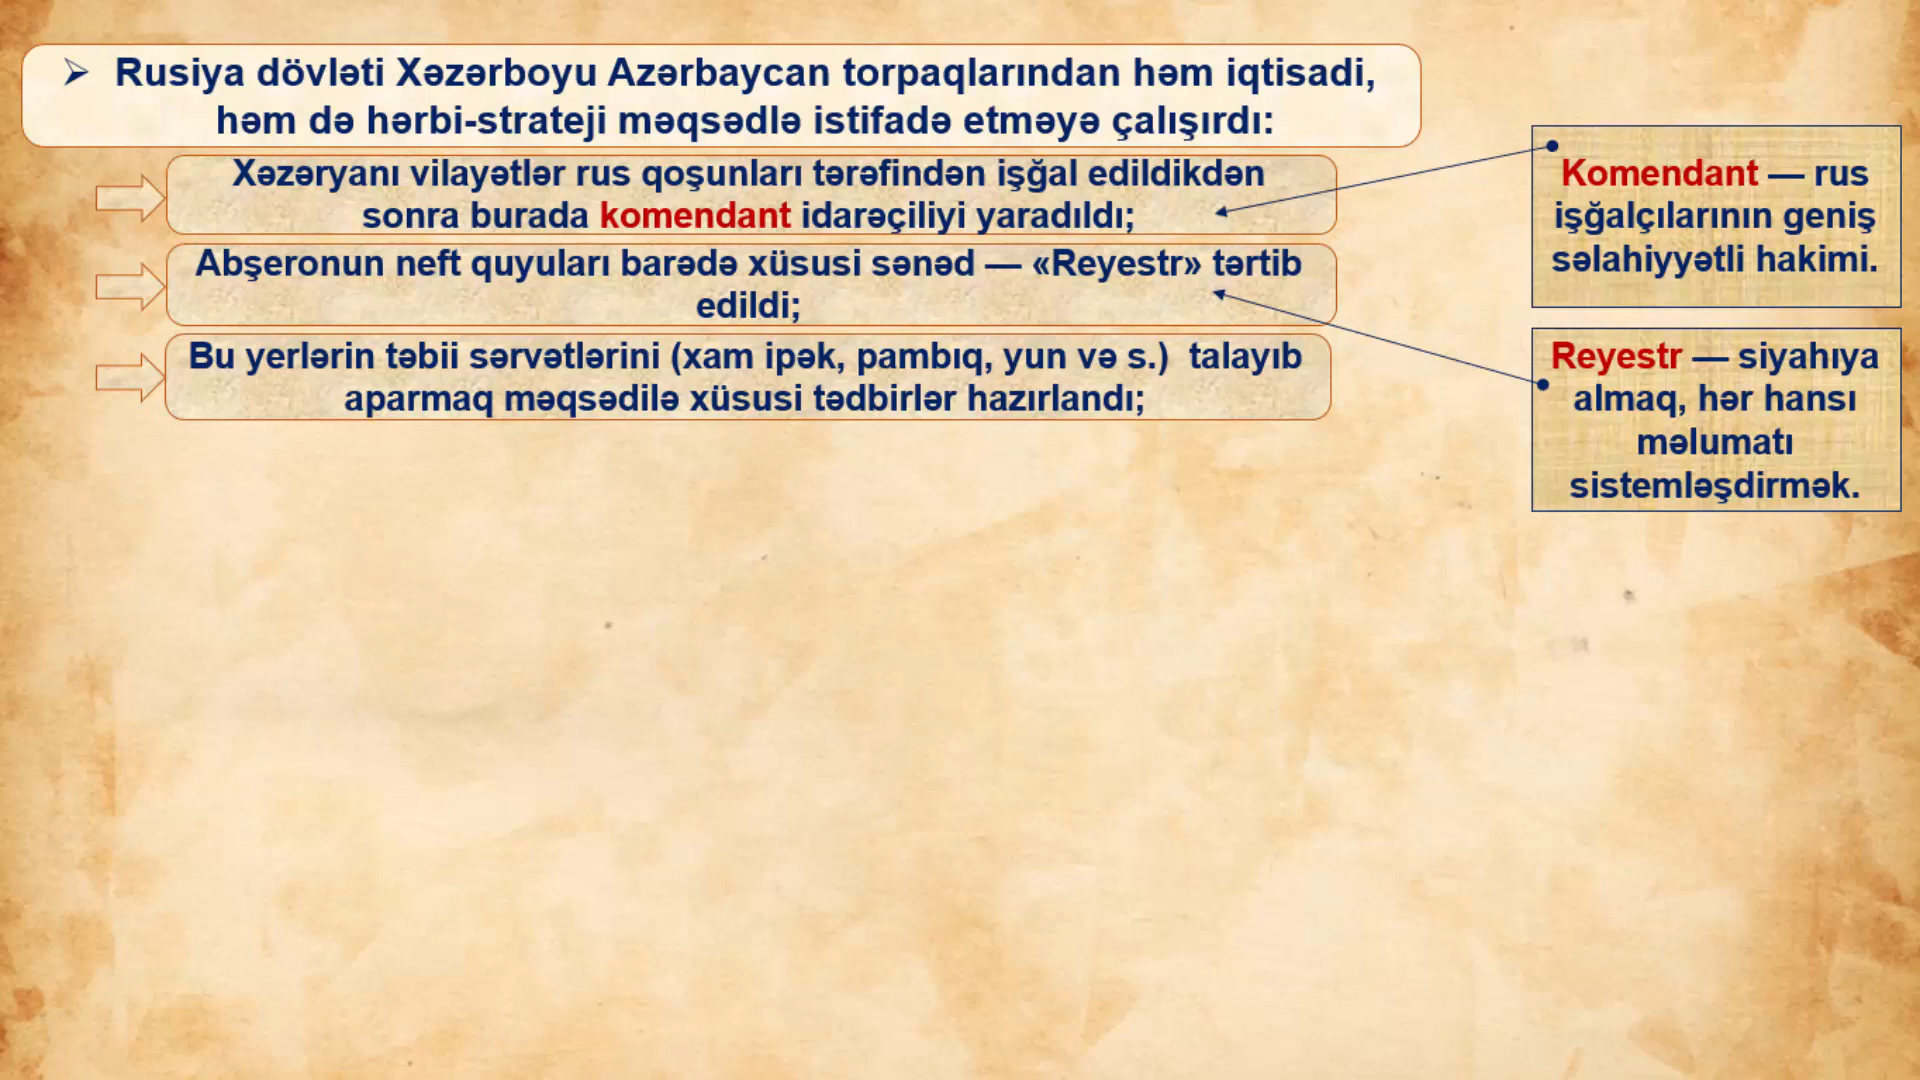 ➢ Rusiya dövləti Xəzərboyu Azərbaycan torpaqlarından həm iqtisadi,
həm də hərbi-strateji məqsədlə istifadə etməyə çalışırdı:
Xəzəryanı vilayətlər rus qoşunları tərəfindən işğal edildikdən
sonra burada komendant idarəçiliyi yaradıldı;
Abşeronun neft quyuları barədə xüsusi sənəd — «Reyestr» tərtib
edildi;
Bu yerlərin təbii sərvətlərini (xam ipək, pambıq, yun və s.) talayıb
aparmaq məqsədilə xüsusi tədbirlər hazırlandı;
Komendant — rus
işğalçılarının geniş
səlahiyyətli hakimi.
Reyestr — siyahıya
almaq, hər hansı
məlumatı
sistemləşdirmək.